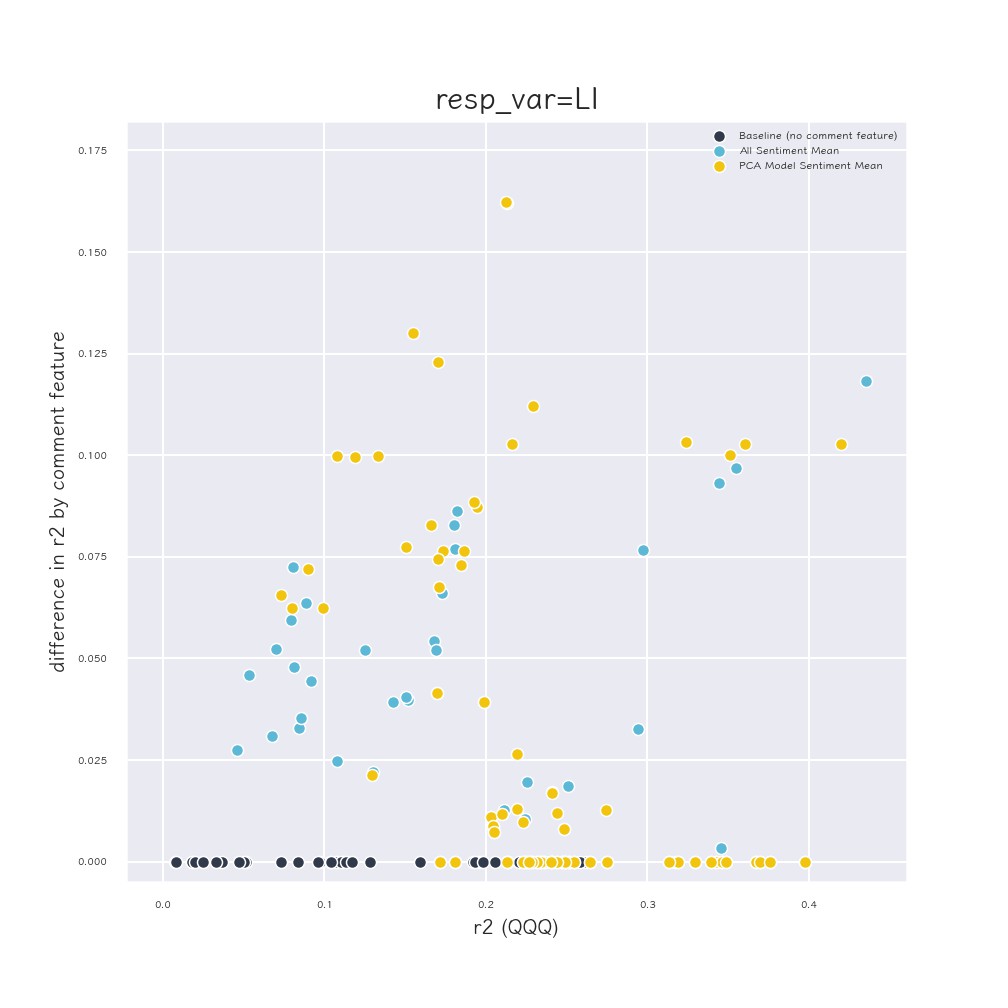 resp_var=LI
Baseline (no comment feature)
All Sentiment Mean
PCA Model Sentiment Mean
difference in r2 by comment feature
0.175
0.150
0.125
0.100
0.075
0.050
0.025
0.000
0.0 0.1 0.2 0.3 0.4
r2 (QQQ)